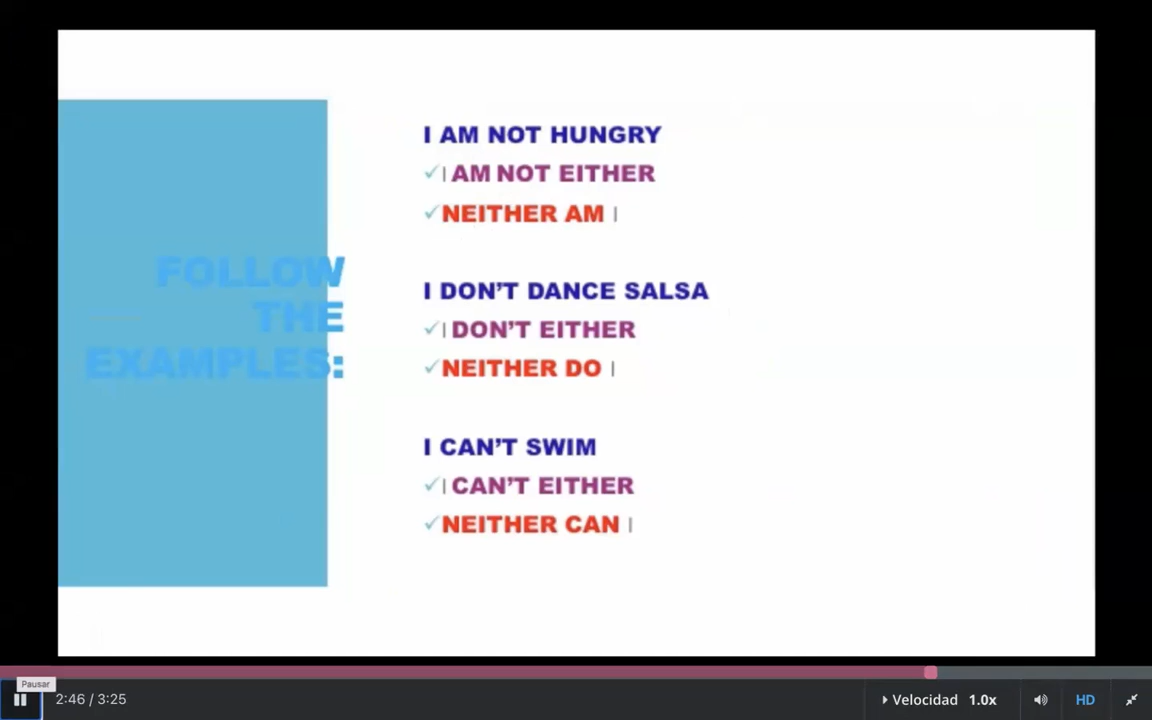 FOLLOW
THE
EXAMPLES:
I AM NOT HUNGRY
✓I AM NOT EITHER
✓NEITHER AM I
I DON'T DANCE SALSA
✓I DON'T EITHER
✓NEITHER DO I
I CAN'T SWIM
✓I CAN'T EITHER
✓NEITHER CAN I
Pausar
2:46 / 3:25
Velocidad 1.0x
HD